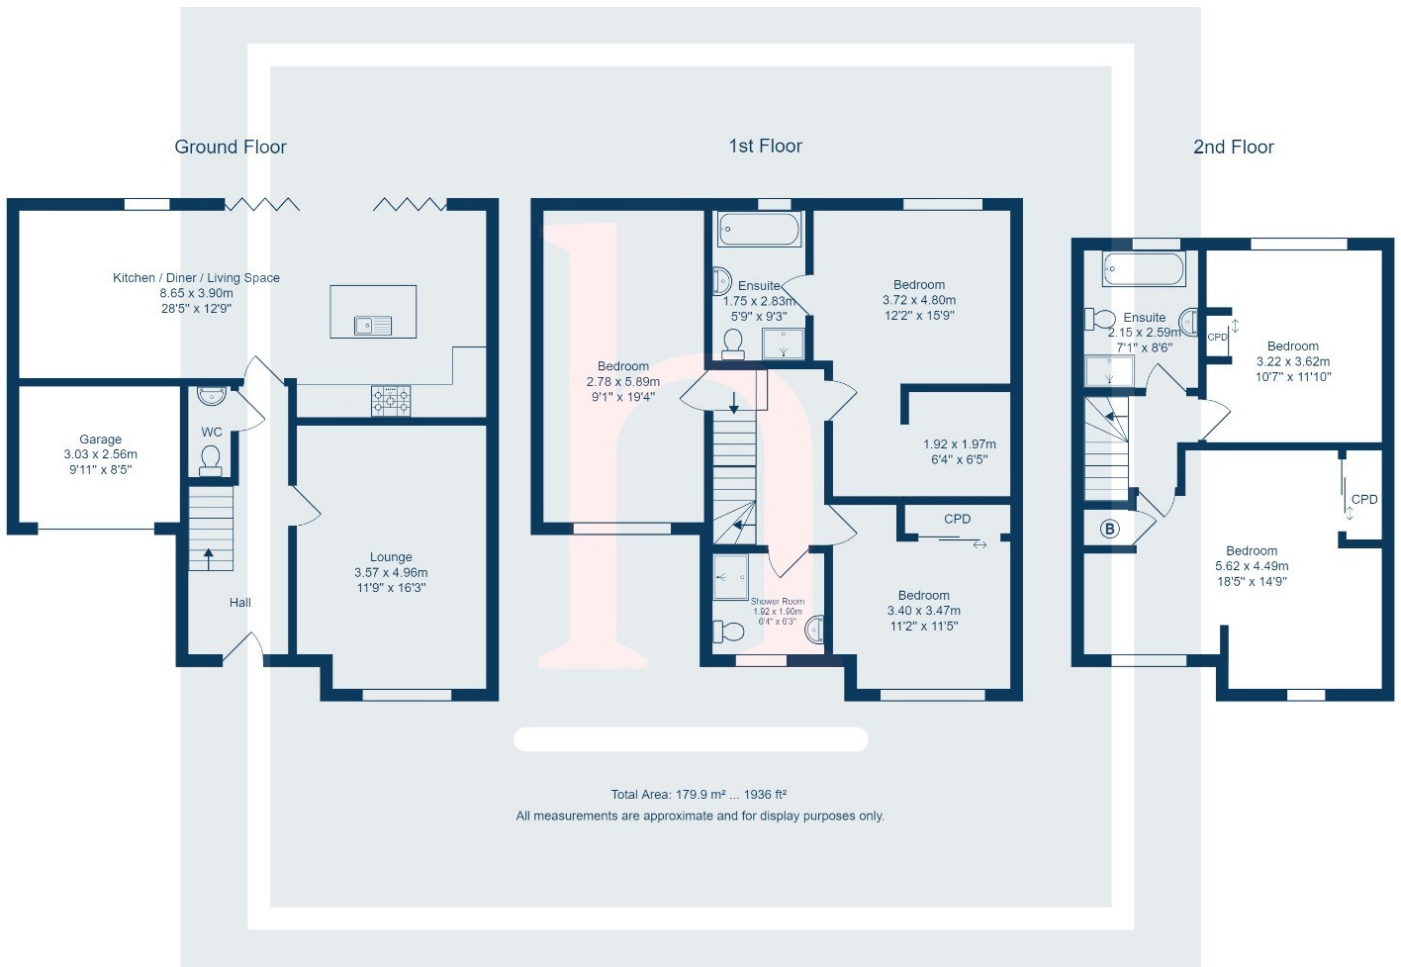 Ground Floor
Kitchen / Diner / Living Space
8.65 x 3.90m
28'5" x 12'9"
Garage
3.03 x 2.56m
9'11" x 8'5"
WC
Lounge
3.57 x 4.96m
11'9" x 16'3"
Hall
1st Floor
Bedroom
2.78 x 5.89m
9'1" x 19'4"
Ensuite
1.75 x 2.83m
5'9" x 9'3"
Bedroom
3.72 x 4.80m
12'2" x 15'9"
1.92 x 1.97m
6'4" x 6'5"
CPD
Shower Room
1.92 x 1.90m
6'4" x 6'3"
Bedroom
3.40 x 3.47m
11'2" x 11'5"
2nd Floor
Ensuite
2.15 x 2.59m
7'1" x 8'6"
CPD
Bedroom
3.22 x 3.62m
10'7" x 11'10"
CPD
B
Bedroom
5.62 x 4.49m
18'5" x 14'9"
h
Total Area: 179.9 m² ... 1936 ft²
All measurements are approximate and for display purposes only.